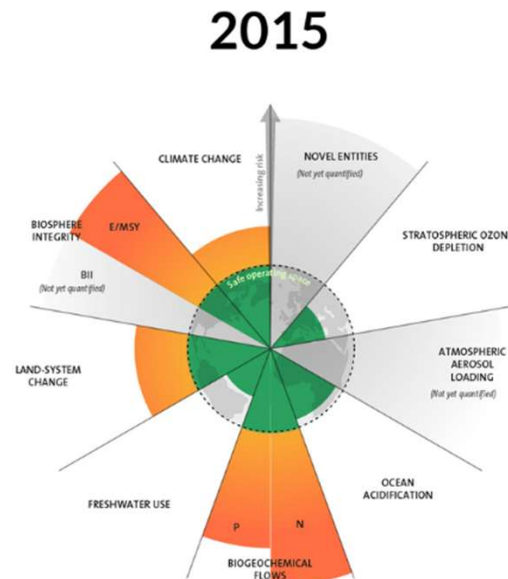 2015
CLIMATE CHANGE
Increasing risk
NOVEL ENTITIES
(Not yet quantified)
STRATOSPHERIC OZON
DEPLETION
ATMOSPHERIC
AEROSOL
LOADING
(Not yet quantified)
OCEAN
ACIDIFICATION
N
P
BIOGEOCHEMICAL
FLOWS
FRESHWATER USE
LAND-SYSTEM
CHANGE
BIOSPHERE
INTEGRITY
E/MSY
BII
(Not yet quantified)
Safe operating space